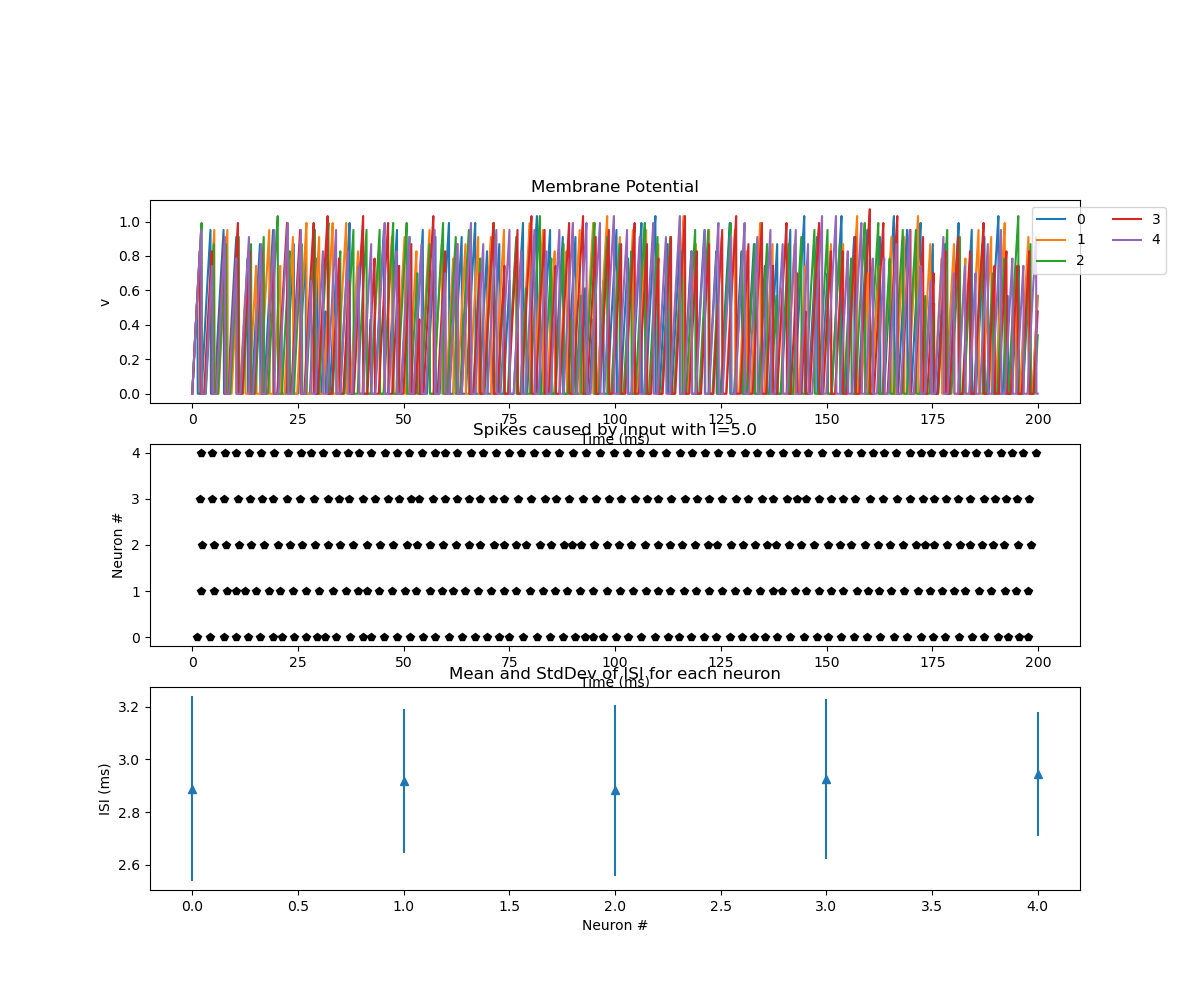 Membrane Potential
v
1.0
0.8
0.6
0.4
0.2
0.0
0 3
1 4
2
0 25 50 75 100 125 150 175 200
Time (ms)
Spikes caused by input with I=5.0
Neuron #
4
3
2
1
0
0 25 50 75 100 125 150 175 200
Time (ms)
Mean and StdDev of ISI for each neuron
ISI (ms)
3.2
3.0
2.8
2.6
0.0 0.5 1.0 1.5 2.0 2.5 3.0 3.5 4.0
Neuron #